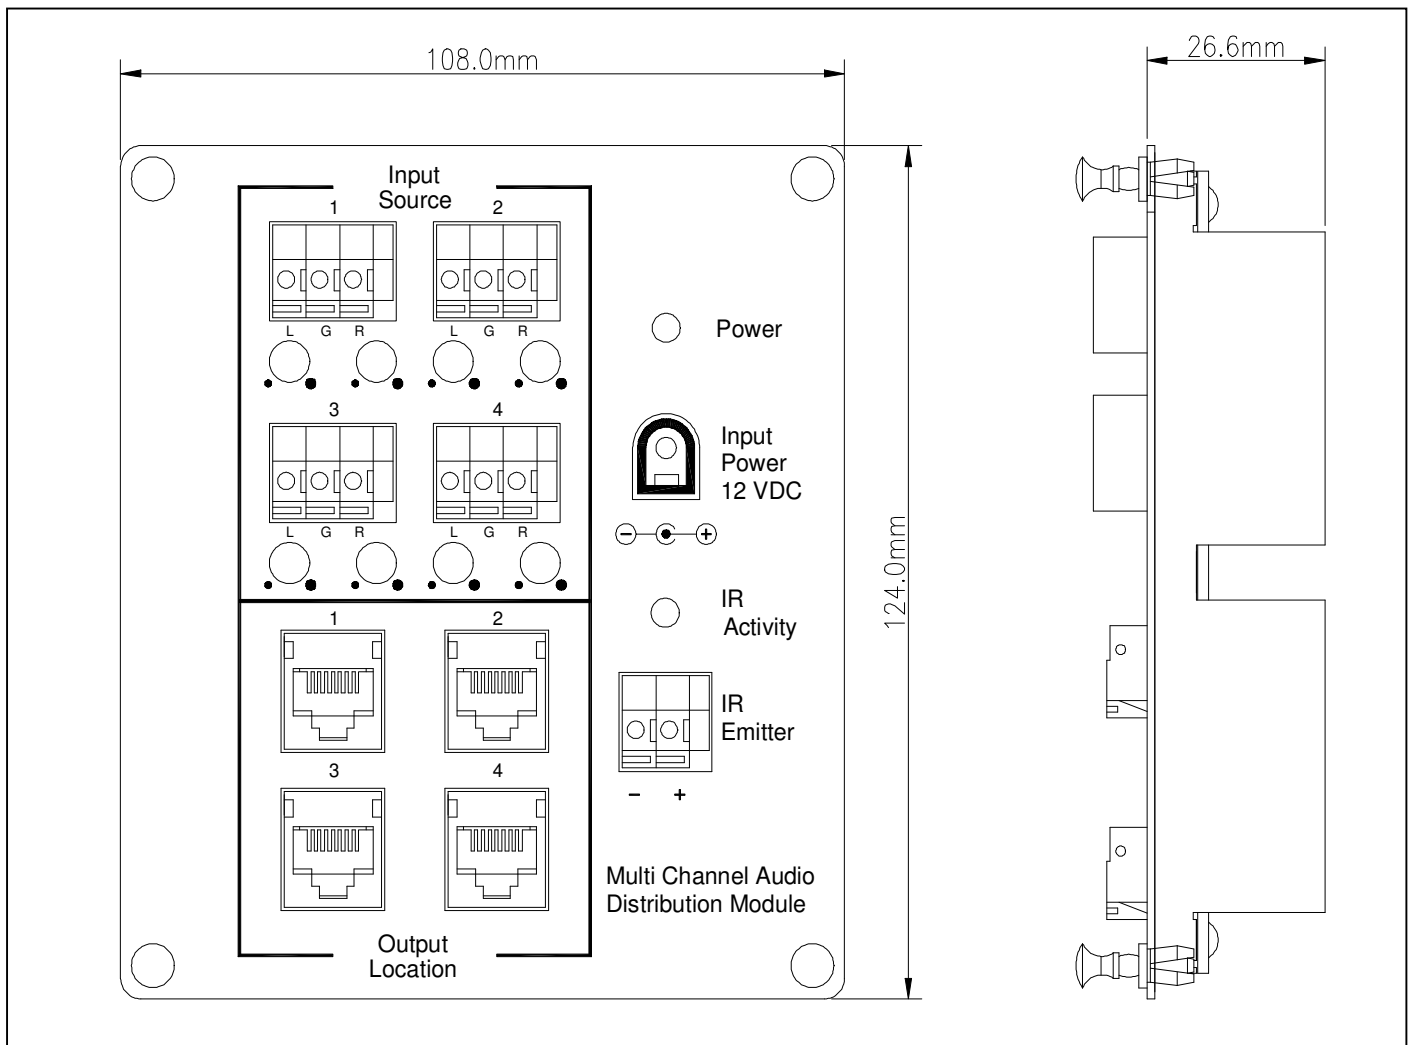 108.0mm
26.6mm
Input
Source
1 2
L G R L G R
3 4
L G R L G R
1 2
3 4
Output
Location
Power
Input
Power
12 VDC
− +
IR
Activity
IR
Emitter
− +
Multi Channel Audio
Distribution Module
124.0mm